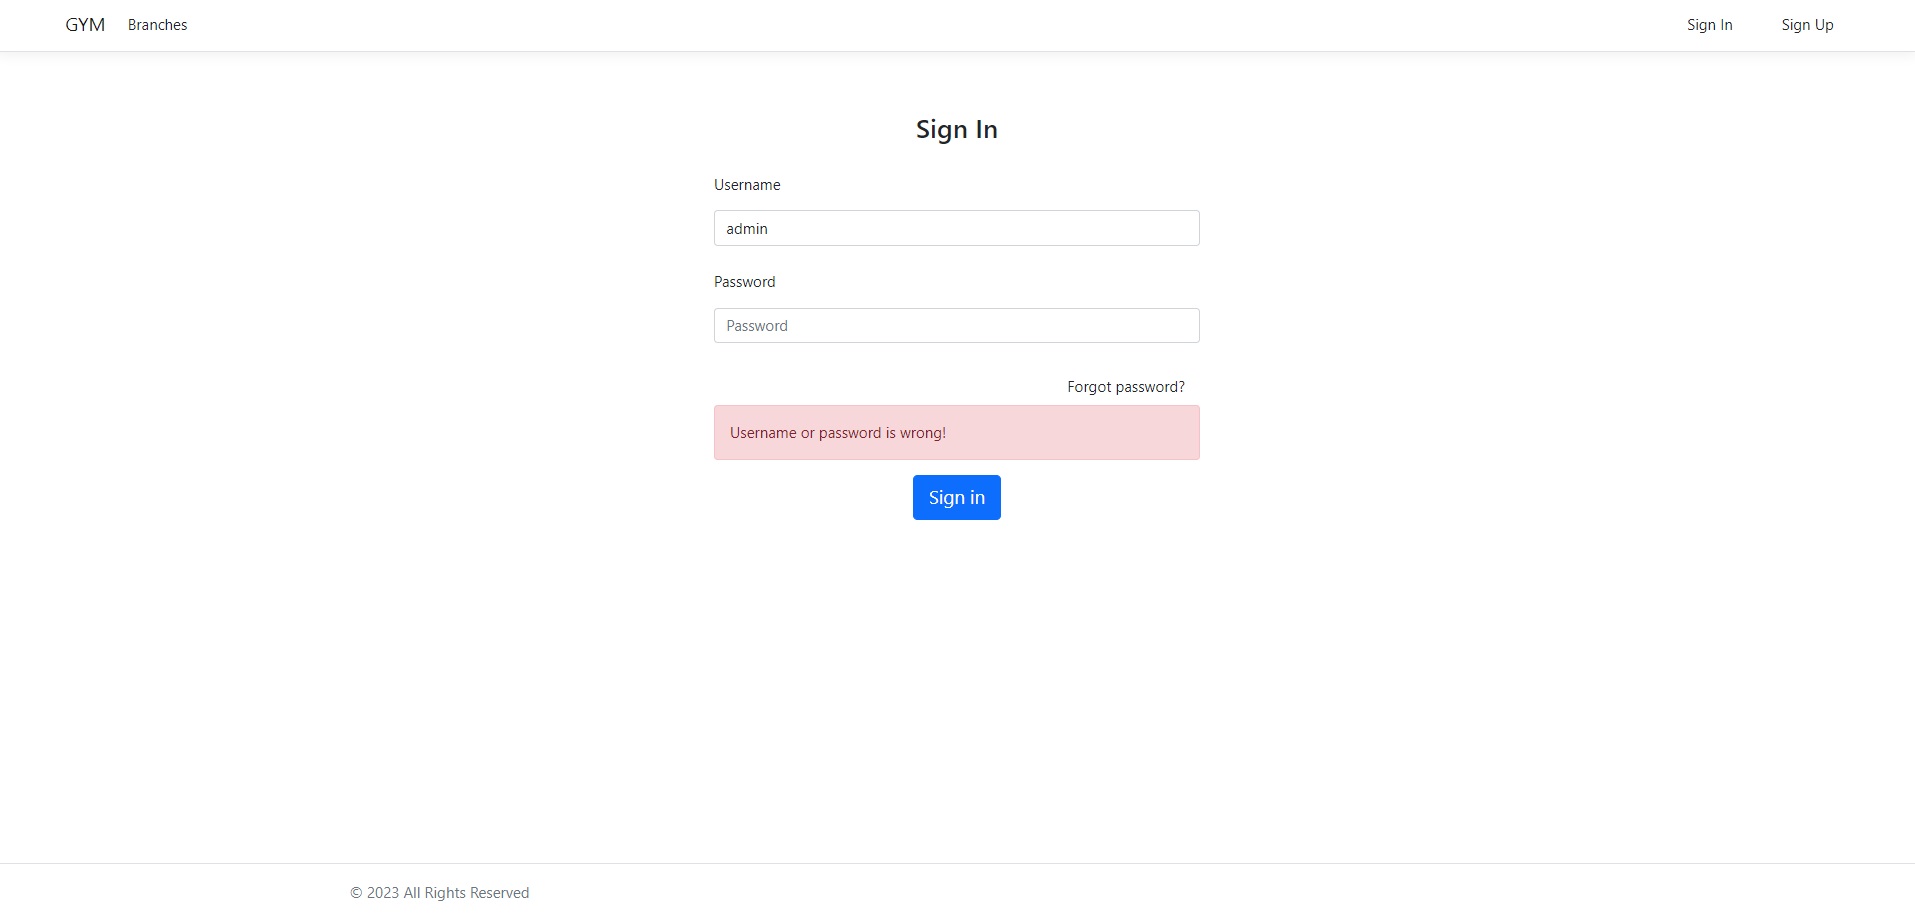 GYM Branches Sign In Sign Up
Sign In
Username
admin
Password
Password
Forgot password?
Username or password is wrong!
Sign in
© 2023 All Rights Reserved